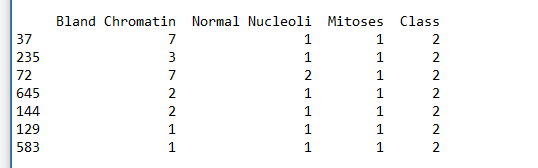 Bland Chromatin Normal Nucleoli Mitoses Class
37 7 1 1 2
235 3 1 1 2
72 7 2 1 2
645 2 1 1 2
144 2 1 1 2
129 1 1 1 2
583 1 1 1 2